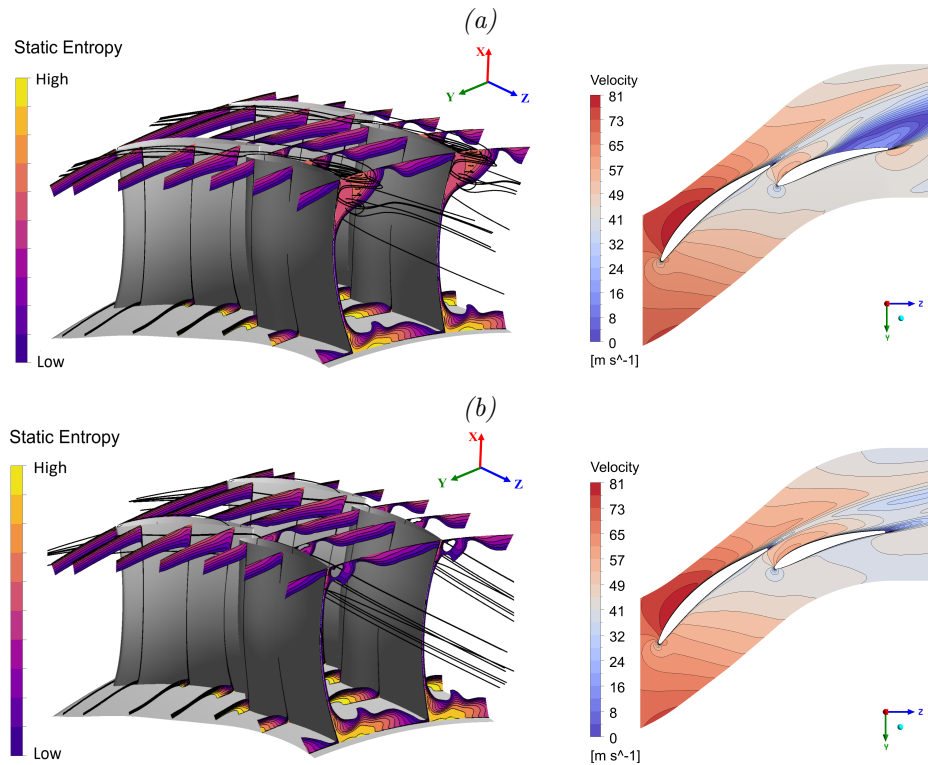 (a)
Static Entropy
High
Low
X
Y
Z
Velocity
81
73
65
57
49
41
32
24
16
8
0
[m s^-1]
Z
Y
(b)
Static Entropy
High
Low
X
Y
Z
Velocity
81
73
65
57
49
41
32
24
16
8
0
[m s^-1]
Z
Y